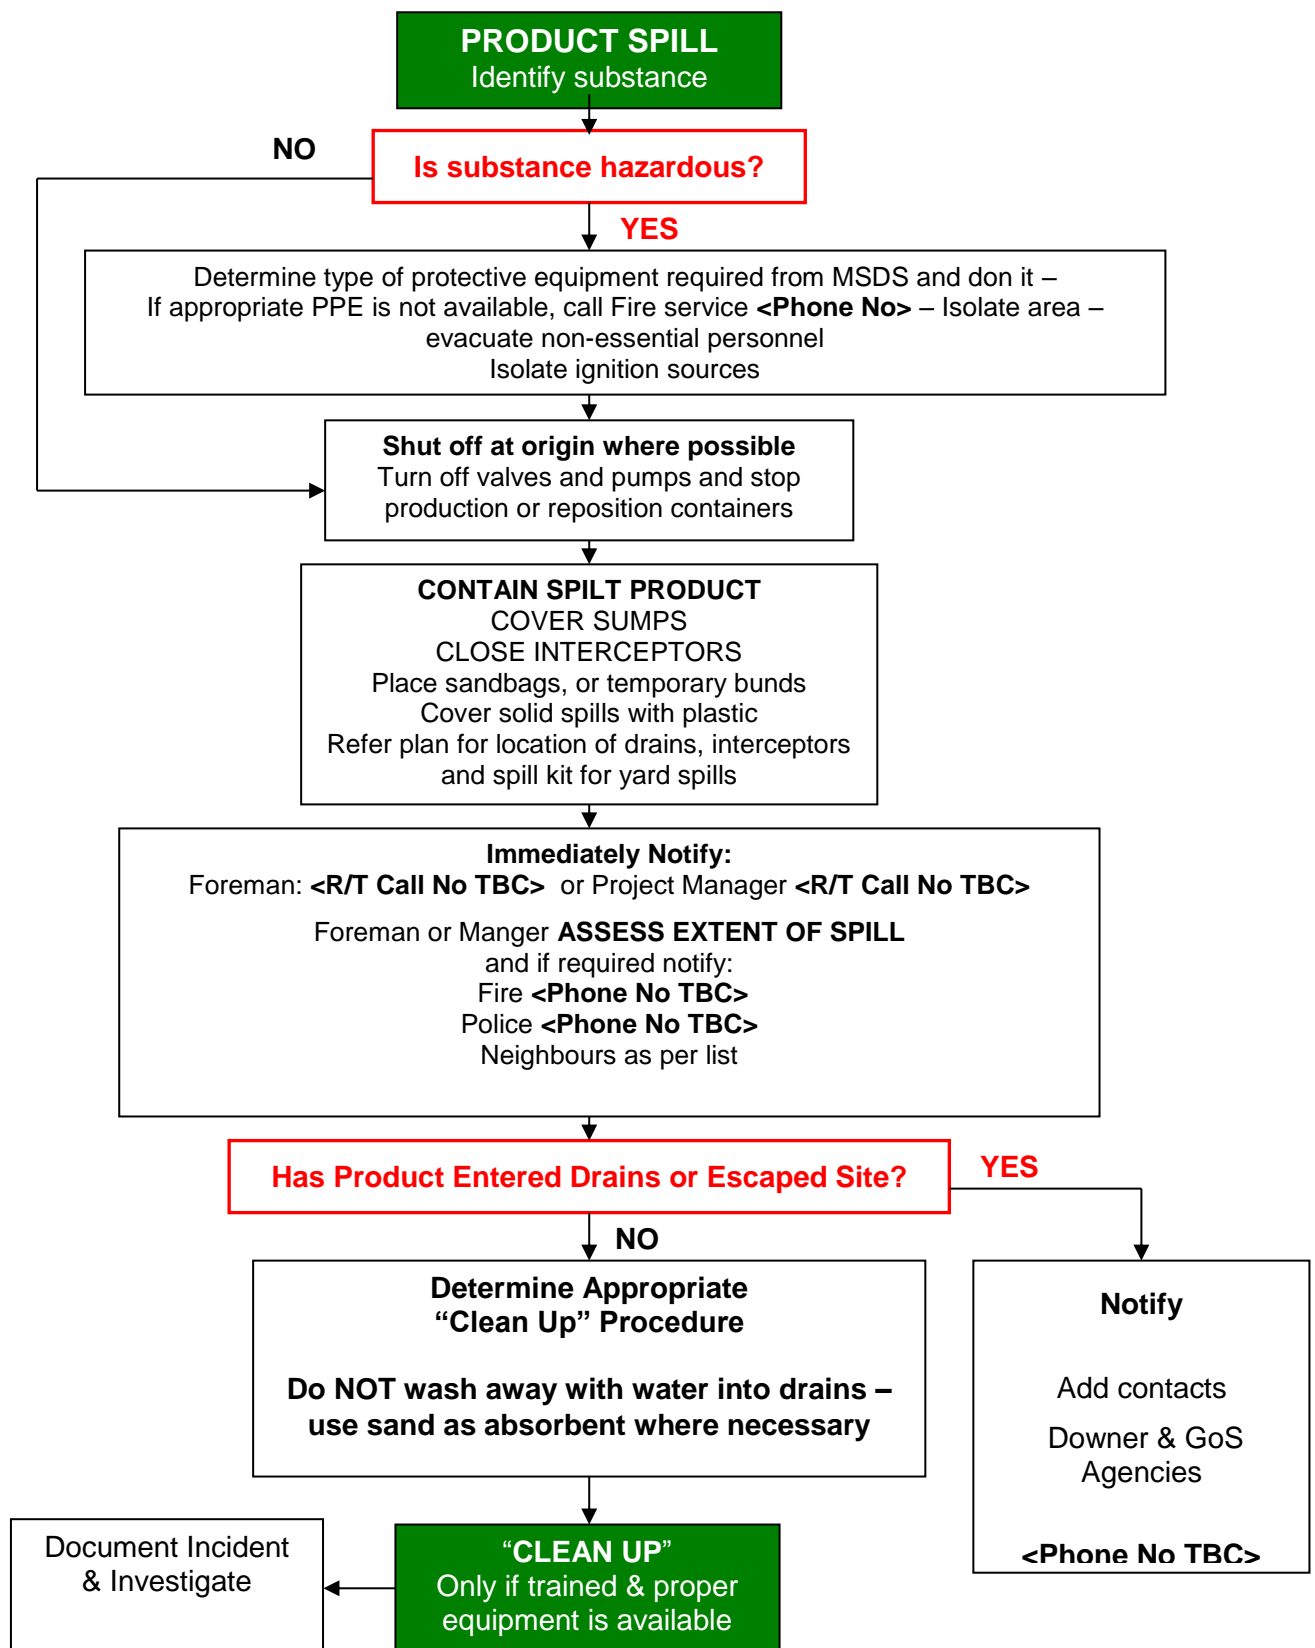 PRODUCT SPILL
Identify substance
NO
Is substance hazardous?
YES
Determine type of protective equipment required from MSDS and don it –
If appropriate PPE is not available, call Fire service <Phone No> – Isolate area –
evacuate non-essential personnel
Isolate ignition sources
Shut off at origin where possible
Turn off valves and pumps and stop
production or reposition containers
CONTAIN SPILT PRODUCT
COVER SUMPS
CLOSE INTERCEPTORS
Place sandbags, or temporary bunds
Cover solid spills with plastic
Refer plan for location of drains, interceptors
and spill kit for yard spills
Immediately Notify:
Foreman: <R/T Call No TBC> or Project Manager <R/T Call No TBC>
Foreman or Manger ASSESS EXTENT OF SPILL
and if required notify:
Fire <Phone No TBC>
Police <Phone No TBC>
Neighbours as per list
Has Product Entered Drains or Escaped Site?
YES
NO
Determine Appropriate
“Clean Up” Procedure
Do NOT wash away with water into drains –
use sand as absorbent where necessary
Notify
Add contacts
Downer & GoS
Agencies
<Phone No TBC>
“CLEAN UP”
Only if trained & proper
equipment is available
Document Incident
& Investigate